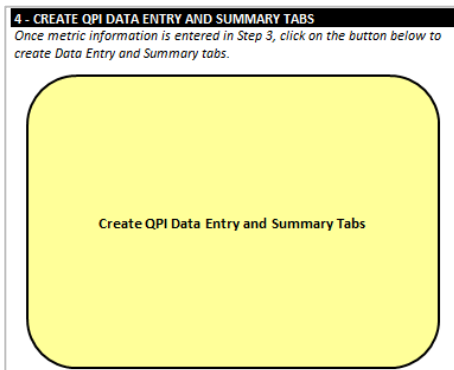 4 - CREATE QPI DATA ENTRY AND SUMMARY TABS
Once metric information is entered in Step 3, click on the button below to
create Data Entry and Summary tabs.
Create QPI Data Entry and Summary Tabs